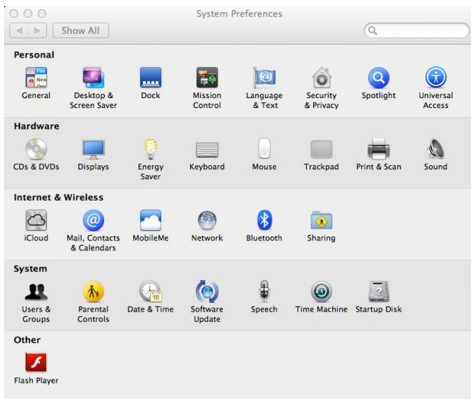 System Preferences
Show All
Personal
General
Desktop & Screen Saver
Dock
Mission Control
Language & Text
Security & Privacy
Spotlight
Universal Access
Hardware
CDs & DVDs
Displays
Energy Saver
Keyboard
Mouse
Trackpad
Print & Scan
Sound
Internet & Wireless
iCloud
Mail, Contacts & Calendars
MobileMe
Network
Bluetooth
Sharing
System
Users & Groups
Parental Controls
Date & Time
Software Update
Speech
Time Machine
Startup Disk
Other
Flash Player